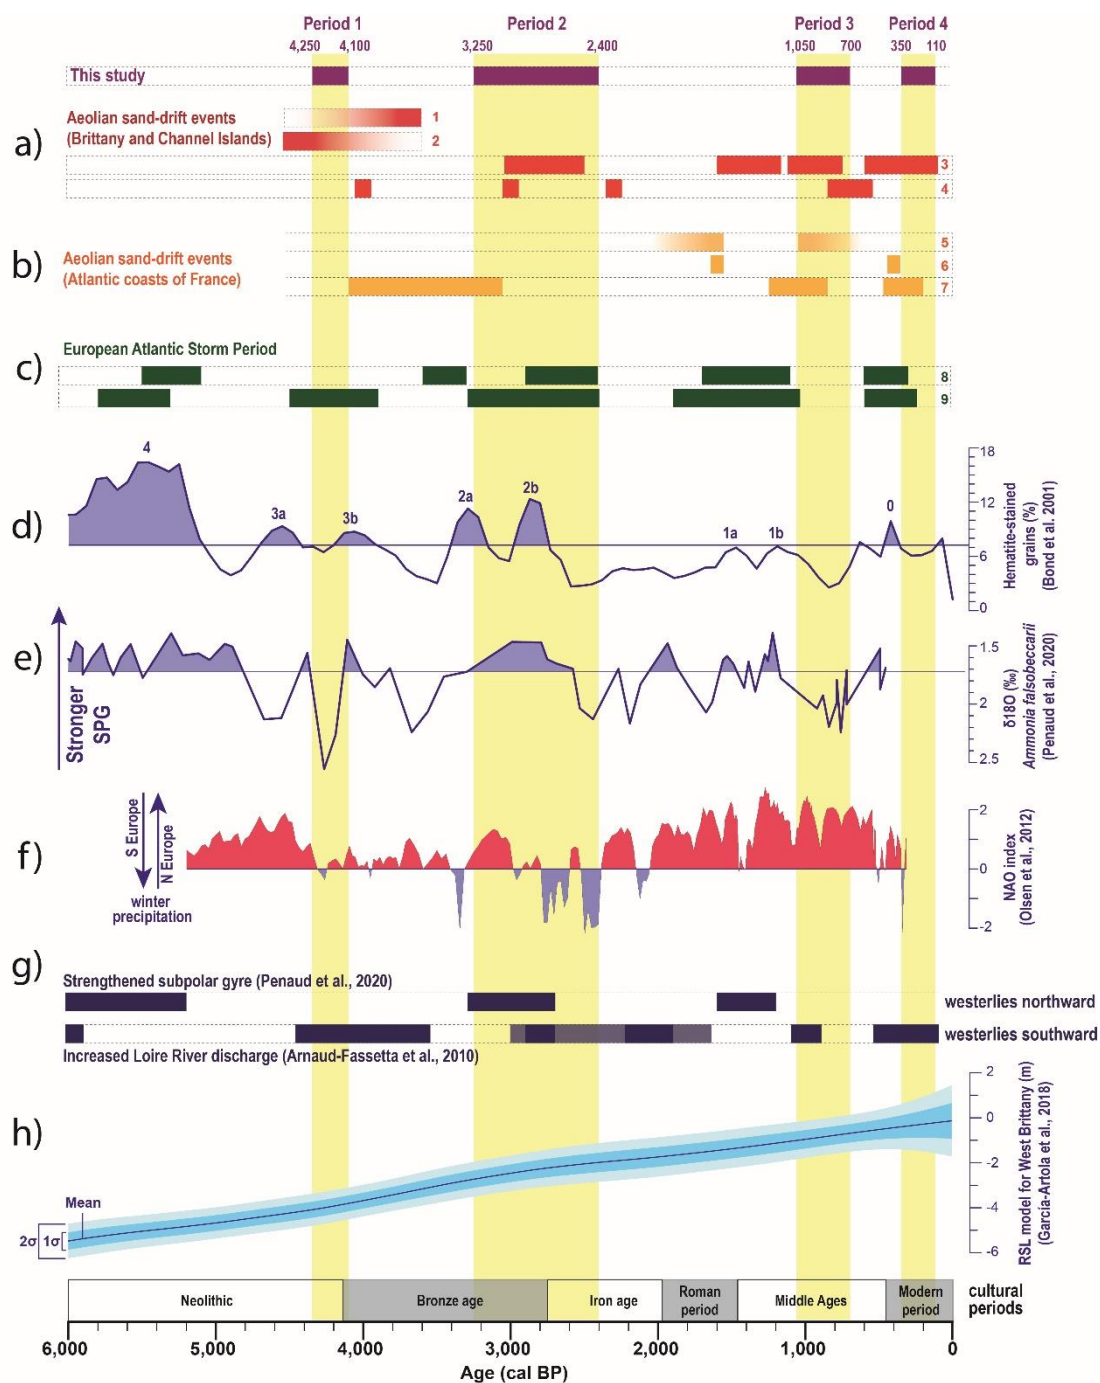 Period 1
Period 2
Period 3
Period 4
4,250
4,100
3,250
2,400
1,050
700
350
110
This study
a)
Aeolian sand-drift events
(Brittany and Channel Islands)
1
2
3
4
b)
Aeolian sand-drift events
(Atlantic coasts of France)
5
6
7
c)
European Atlantic Storm Period
8
9
d)
4
3a
3b
2a
2b
1a
1b
0
18
12
6
0
Hematite-stained
grains (%)
(Bond et al. 2001)
e)
Stronger
SPG
1.5
2
2.5
δ18O (‰)
Ammonia falsobeccarii
(Penaud et al., 2020)
f)
S Europe
N Europe
winter
precipitation
2
0
-2
NAO index
(Olsen et al., 2012)
g)
Strengthened subpolar gyre (Penaud et al., 2020)
westerlies northward
westerlies southward
Increased Loire River discharge (Arnaud-Fassetta et al., 2010)
h)
Mean
2σ
1σ
2
0
-2
-4
-6
RSL model for West Brittany (m)
(García-Artola et al., 2018)
Neolithic
Bronze age
Iron age
Roman
period
Middle Ages
Modern
period
cultural
periods
6,000
5,000
4,000
3,000
2,000
1,000
0
Age (cal BP)